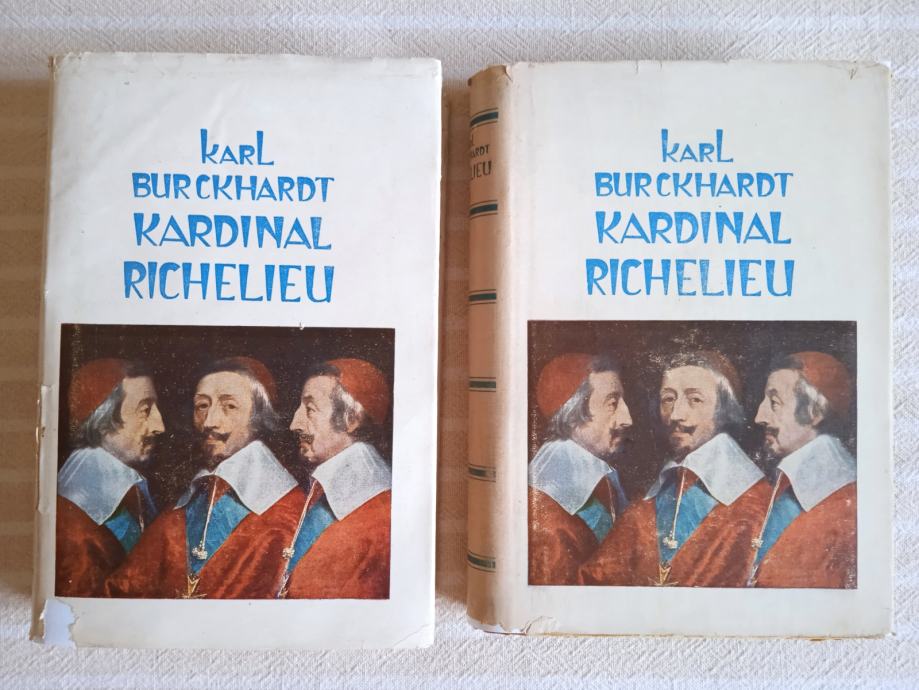 karL
BURCKHARDT
KARDINAL
RICHELIEU
karL
BURCKHARDT
KARDINAL
RICHELIEU